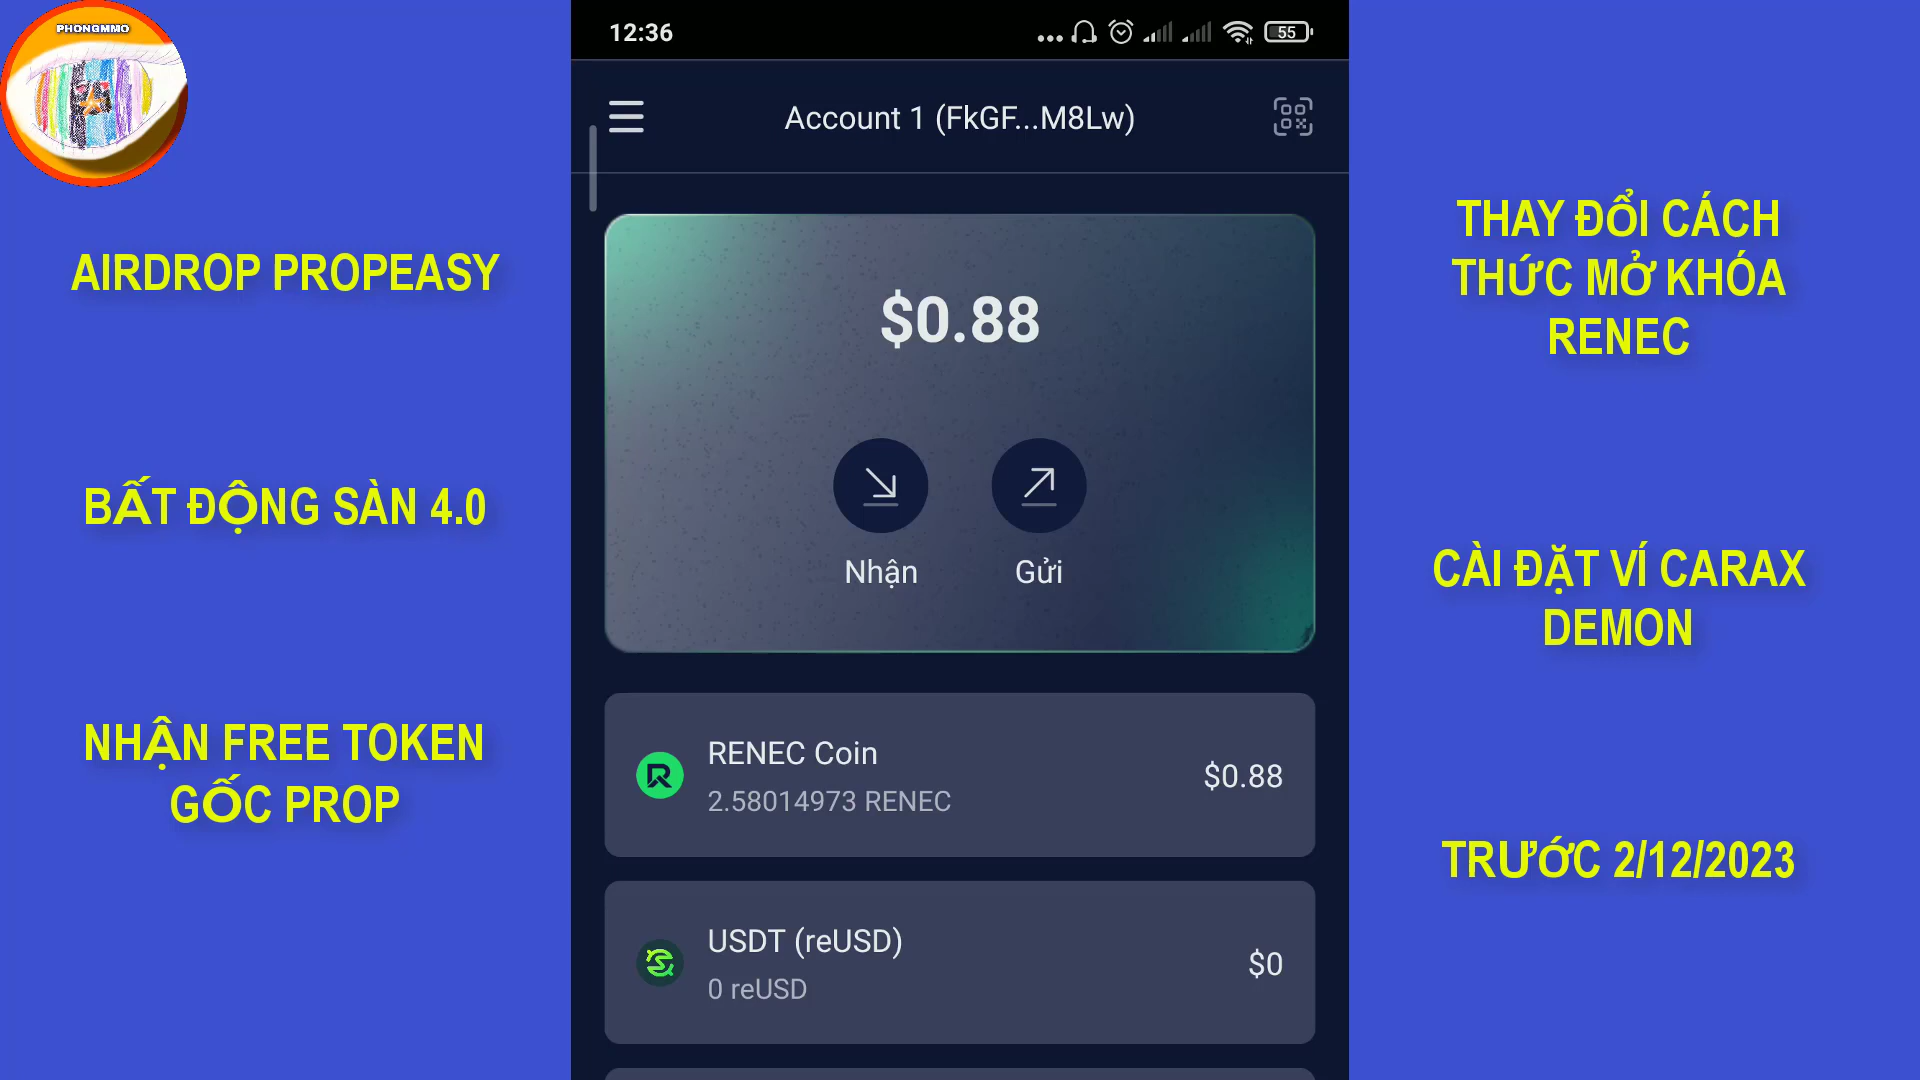 PHONGMMO
AIRDROP PROPEASY
BẤT ĐỘNG SÀN 4.0
NHẬN FREE TOKEN
GỐC PROP
12:36
55
Account 1 (FkGF...M8Lw)
$0.88
Nhận
Gửi
RENEC Coin
2.58014973 RENEC
$0.88
USDT (reUSD)
0 reUSD
$0
THAY ĐỔI CÁCH
THỨC MỞ KHÓA
RENEC
CÀI ĐẶT VÍ CARAX
DEMON
TRƯỚC 2/12/2023